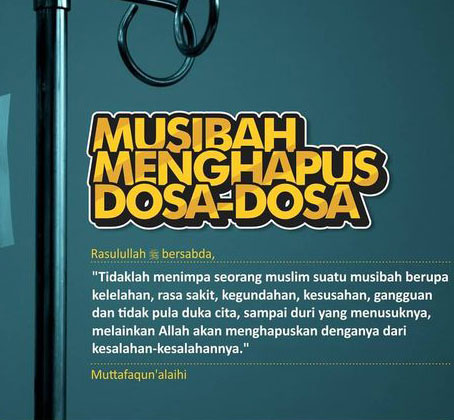 MUSIBAH
MENGHAPUS
DOSA-DOSA
Rasulullah ﷺ bersabda,
"Tidaklah menimpa seorang muslim suatu musibah berupa
kelelahan, rasa sakit, kegundahan, kesusahan, gangguan
dan tidak pula duka cita, sampai duri yang menusuknya,
melainkan Allah akan menghapuskan denganya dari
kesalahan-kesalahannya."
Muttafaqun'alaihi